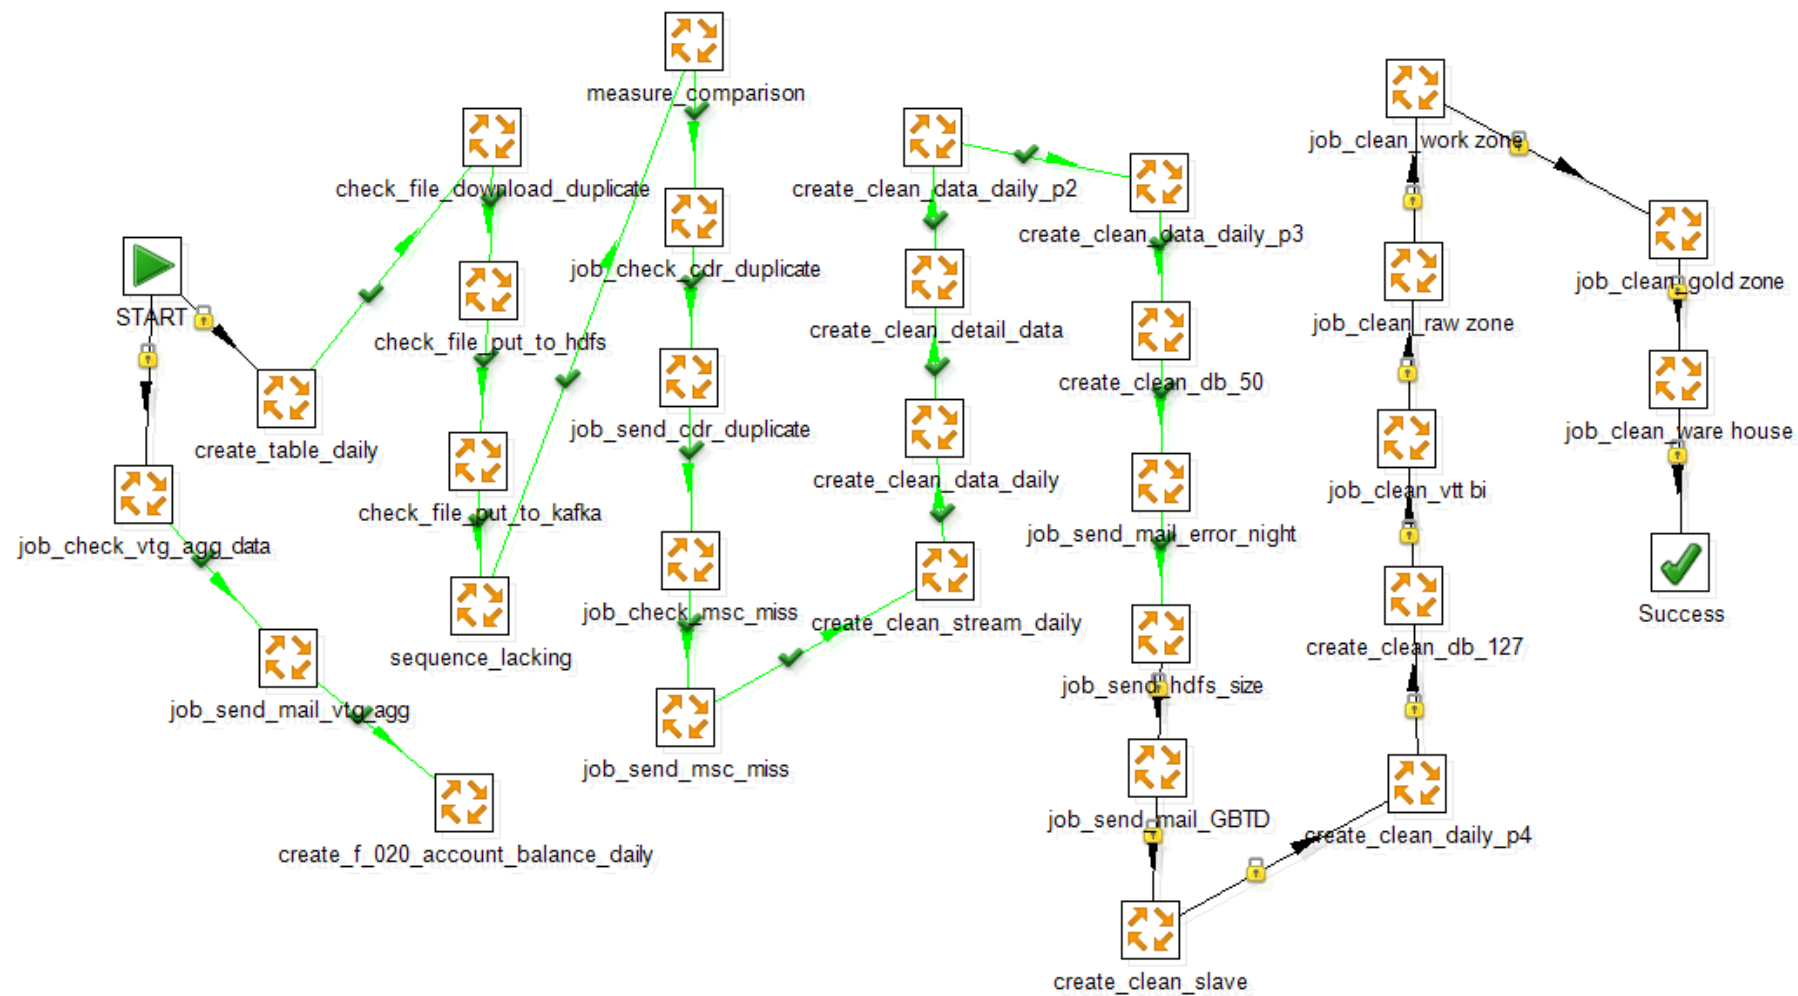 START
create_table_daily
check_file_download_duplicate
check_file_put_to_hdfs
check_file_put_to_kafka
sequence_lacking
measure_comparison
job_check_cdr_duplicate
job_send_cdr_duplicate
job_check_msc_miss
job_send_msc_miss
create_clean_stream_daily
create_clean_data_daily
create_clean_detail_data
create_clean_data_daily_p2
create_clean_data_daily_p3
create_clean_db_50
job_send_mail_error_night
job_send_hdfs_size
job_send_mail_GBTD
create_clean_slave
create_clean_daily_p4
create_clean_db_127
job_clean_vtt bi
job_clean_raw zone
job_clean_work zone
job_clean_gold zone
job_clean_ware house
Success
job_check_vtg_agg_data
job_send_mail_vtg_agg
create_f_020_account_balance_daily